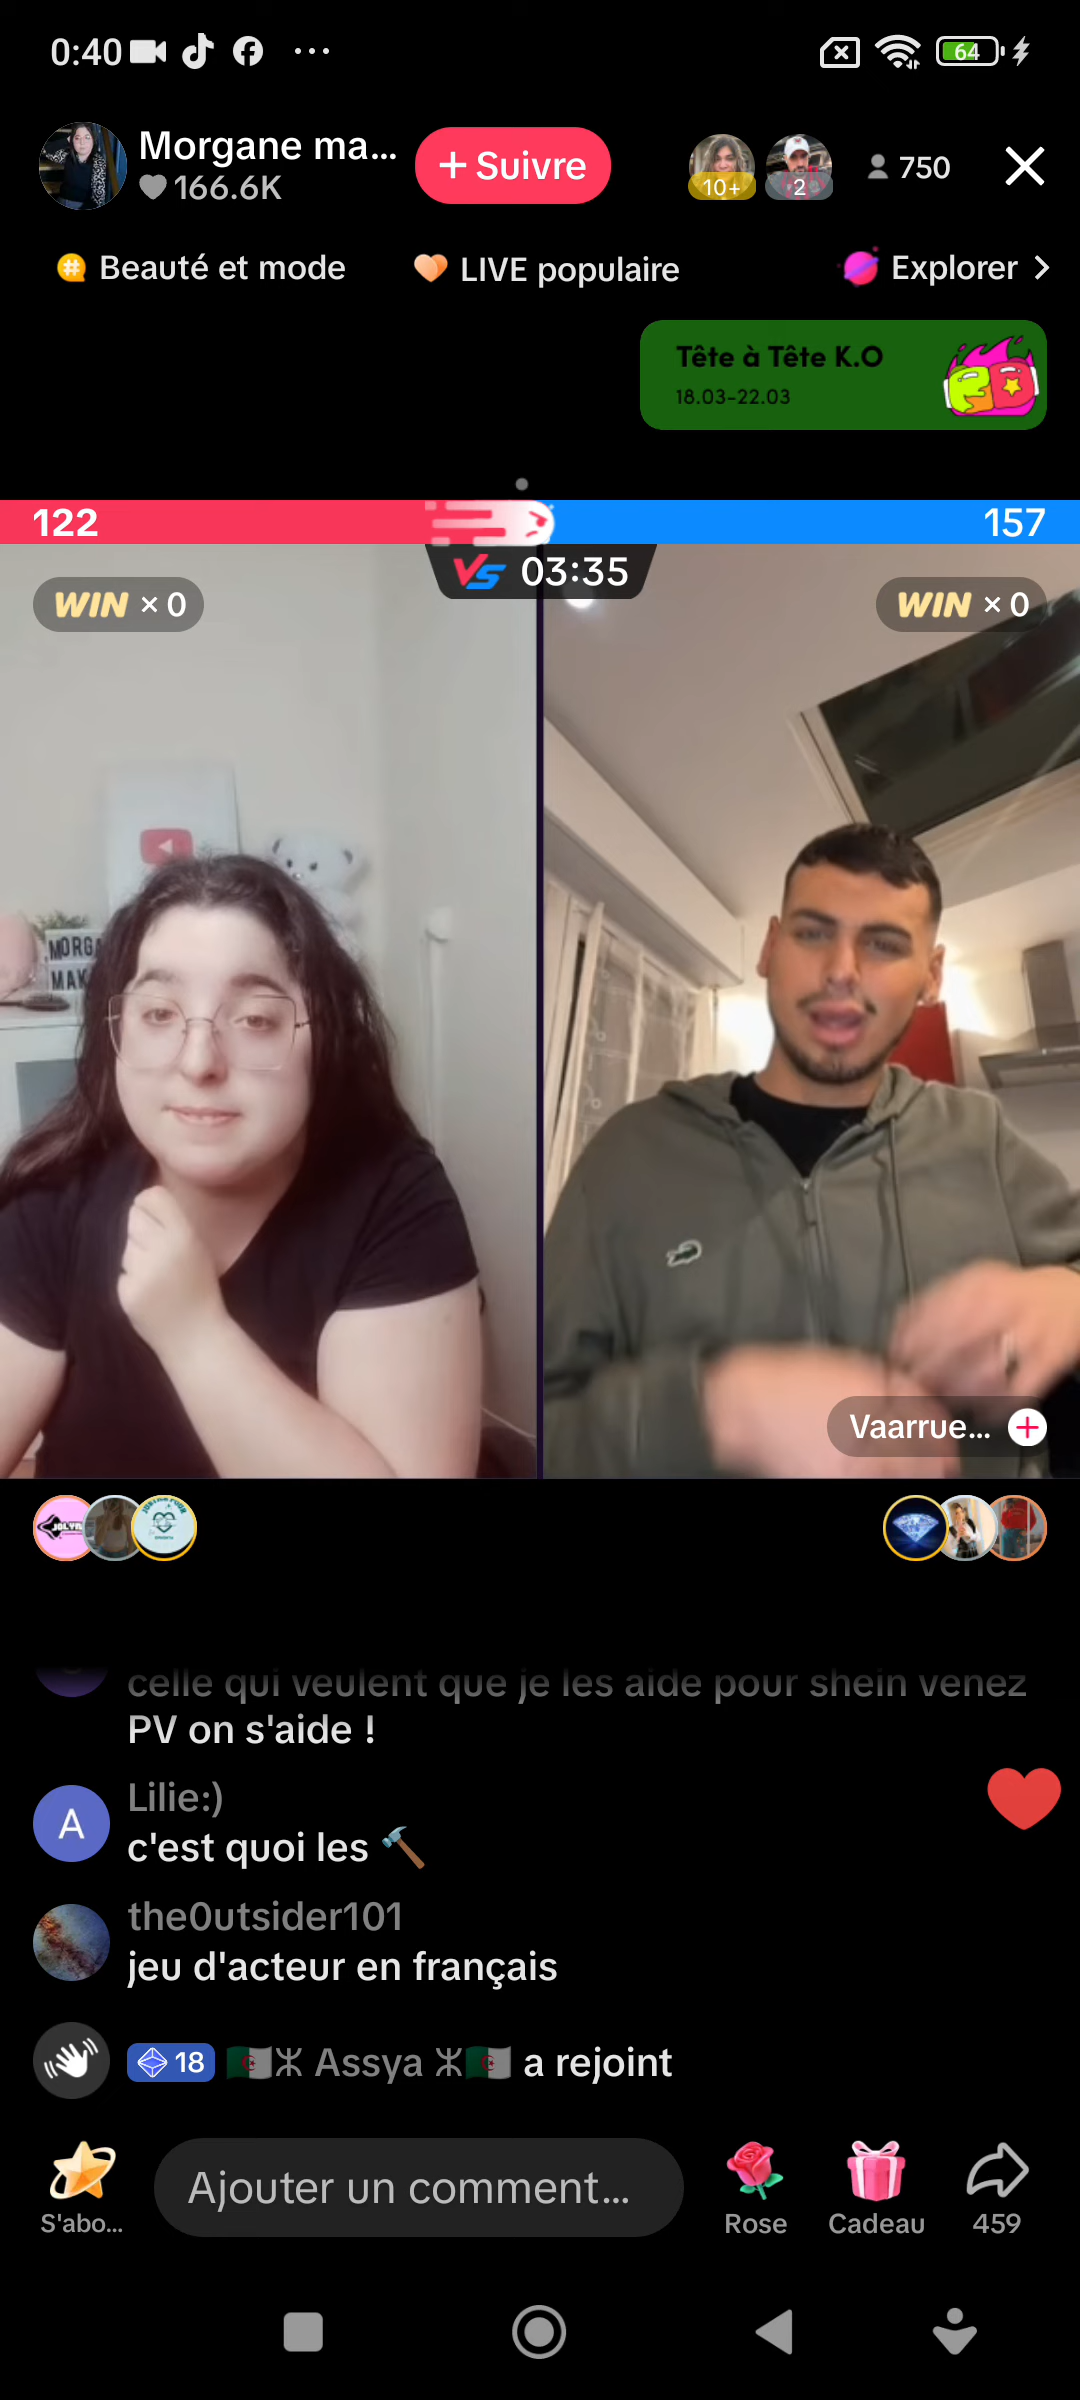 0:40
64
Morgane ma...
166.6K
+ Suivre
10+
2
750
Beauté et mode
LIVE populaire
Explorer
Tête à Tête K.O
18.03-22.03
122
157
VS 03:35
WIN × 0
WIN × 0
MORGA
MAK
Vaarrue...
JOLYN
celle qui veulent que je les aide pour shein venez
PV on s'aide !
A
Lilie:)
c'est quoi les 🔨
the0utsider101
jeu d'acteur en français
18 🇩🇿ⵣ Assya ⵣ🇩🇿 a rejoint
S'abo...
Ajouter un comment...
Rose
Cadeau
459